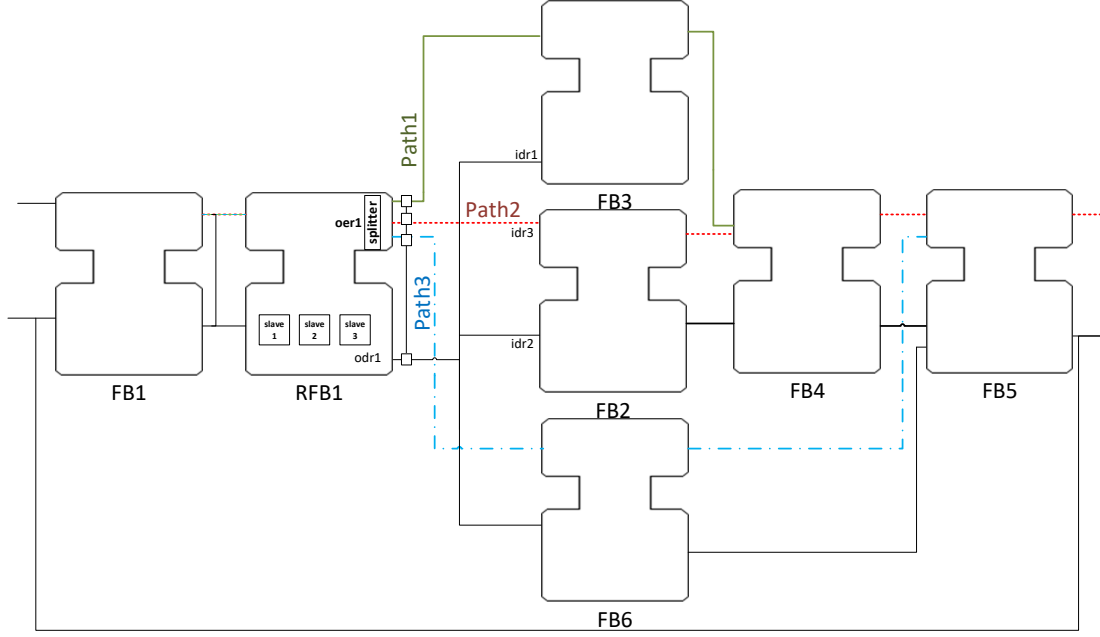 Path1
idr1
FB3
splitter
oer1
Path2
idr3
Path3
slave
1
slave
2
slave
3
idr2
odr1
FB1
RFB1
FB2
FB4
FB5
FB6